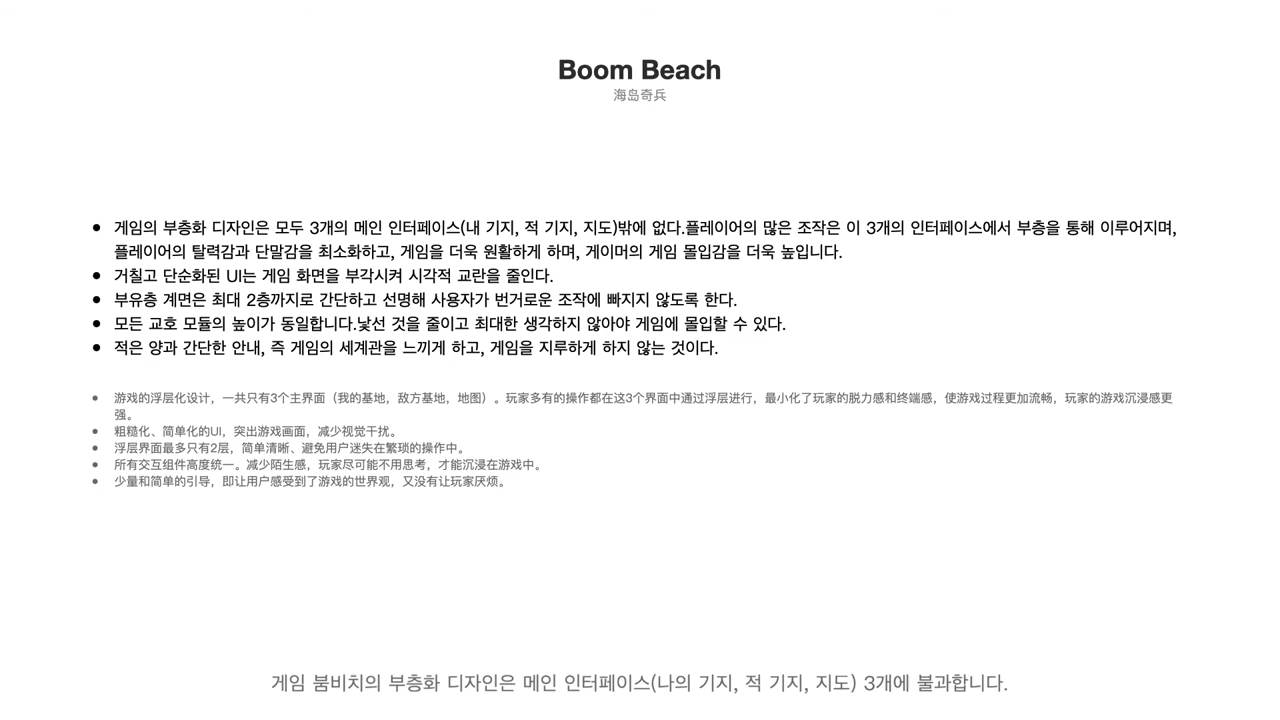 Boom Beach
海岛奇兵
● 게임의 부층화 디자인은 모두 3개의 메인 인터페이스(내 기지, 적 기지, 지도)밖에 없다.플레이어의 많은 조작은 이 3개의 인터페이스에서 부층을 통해 이루어지며,
플레이어의 탈력감과 단말감을 최소화하고, 게임을 더욱 원활하게 하며, 게이머의 게임 몰입감을 더욱 높입니다.
● 거칠고 단순화된 UI는 게임 화면을 부각시켜 시각적 교란을 줄인다.
● 부유층 계면은 최대 2층까지로 간단하고 선명해 사용자가 번거로운 조작에 빠지지 않도록 한다.
● 모든 교호 모듈의 높이가 동일합니다.낯선 것을 줄이고 최대한 생각하지 않아야 게임에 몰입할 수 있다.
● 적은 양과 간단한 안내, 즉 게임의 세계관을 느끼게 하고, 게임을 지루하게 하지 않는 것이다.
● 游戏的浮层化设计，一共只有3个主界面（我的基地，敌方基地，地图）。玩家多有的操作都在这3个界面中通过浮层进行，最小化了玩家的脱力感和终端感，使游戏过程更加流畅，玩家的游戏沉浸感更
强。
● 粗糙化、简单化的UI，突出游戏画面，减少视觉干扰。
● 浮层界面最多只有2层，简单清晰、避免用户迷失在繁琐的操作中。
● 所有交互组件高度统一。减少陌生感，玩家尽可能不用思考，才能沉浸在游戏中。
● 少量和简单的引导，即让用户感受到了游戏的世界观，又没有让玩家厌烦。
게임 붐비치의 부층화 디자인은 메인 인터페이스(나의 기지, 적 기지, 지도) 3개에 불과합니다.